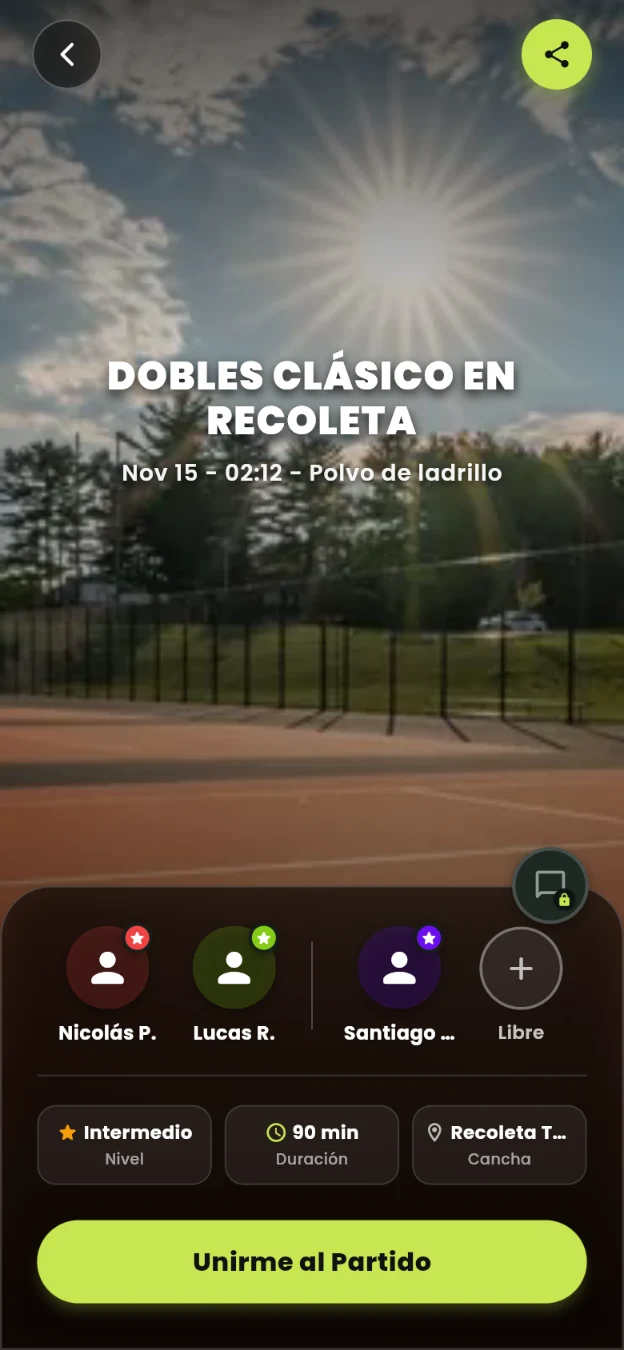 DOBLES CLÁSICO EN
RECOLETA
Nov 15 - 02:12 - Polvo de ladrillo
Nicolás P.
Lucas R.
Santiago ...
Libre
Intermedio
Nivel
90 min
Duración
Recoleta T...
Cancha
Unirme al Partido